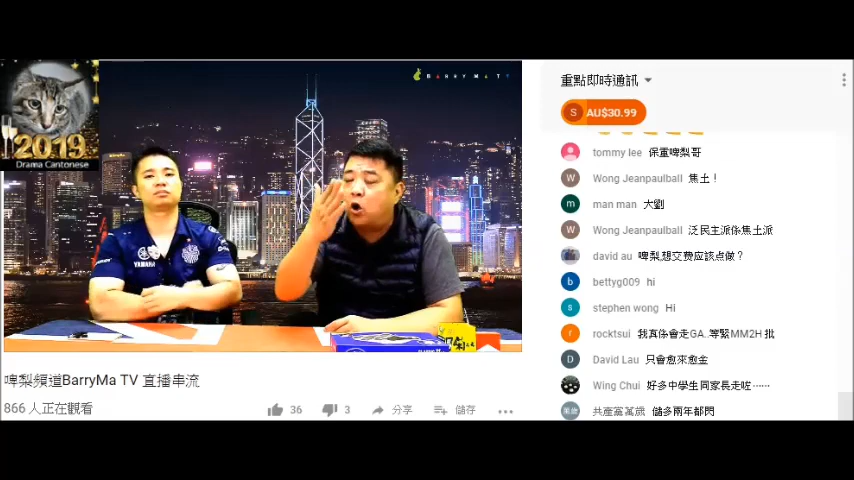 2019
Drama Cantonese
BARRYMA TV
YAMAHA
啤梨頻道BarryMa TV 直播串流
866 人正在觀看
36
3
分享
儲存
重點即時通訊
S AU$30.99
tommy lee 保重啤梨哥
W Wong Jeanpaulball 焦土！
m man man 大劉
W Wong Jeanpaulball 泛民主派係焦土派
david au 啤梨,想交费应該点做？
b bettyg009 hi
s stephen wong Hi
r rocktsui 我真係會走GA..等緊MM2H 批
D David Lau 只會愈來愈金
Wing Chui 好多中學生同家長走咗⋯⋯
共產黨萬歲 儲多兩年都閃